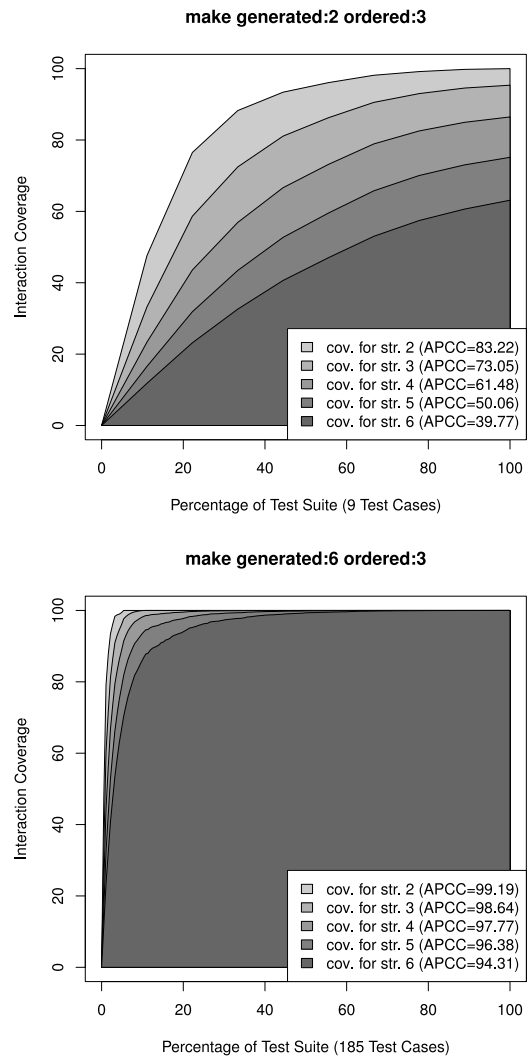 make generated:2 ordered:3
100
80
60
40
20
0
Interaction Coverage
cov. for str. 2 (APCC=83.22)
cov. for str. 3 (APCC=73.05)
cov. for str. 4 (APCC=61.48)
cov. for str. 5 (APCC=50.06)
cov. for str. 6 (APCC=39.77)
0 20 40 60 80 100
Percentage of Test Suite (9 Test Cases)
make generated:6 ordered:3
100
80
60
40
20
0
Interaction Coverage
cov. for str. 2 (APCC=99.19)
cov. for str. 3 (APCC=98.64)
cov. for str. 4 (APCC=97.77)
cov. for str. 5 (APCC=96.38)
cov. for str. 6 (APCC=94.31)
0 20 40 60 80 100
Percentage of Test Suite (185 Test Cases)